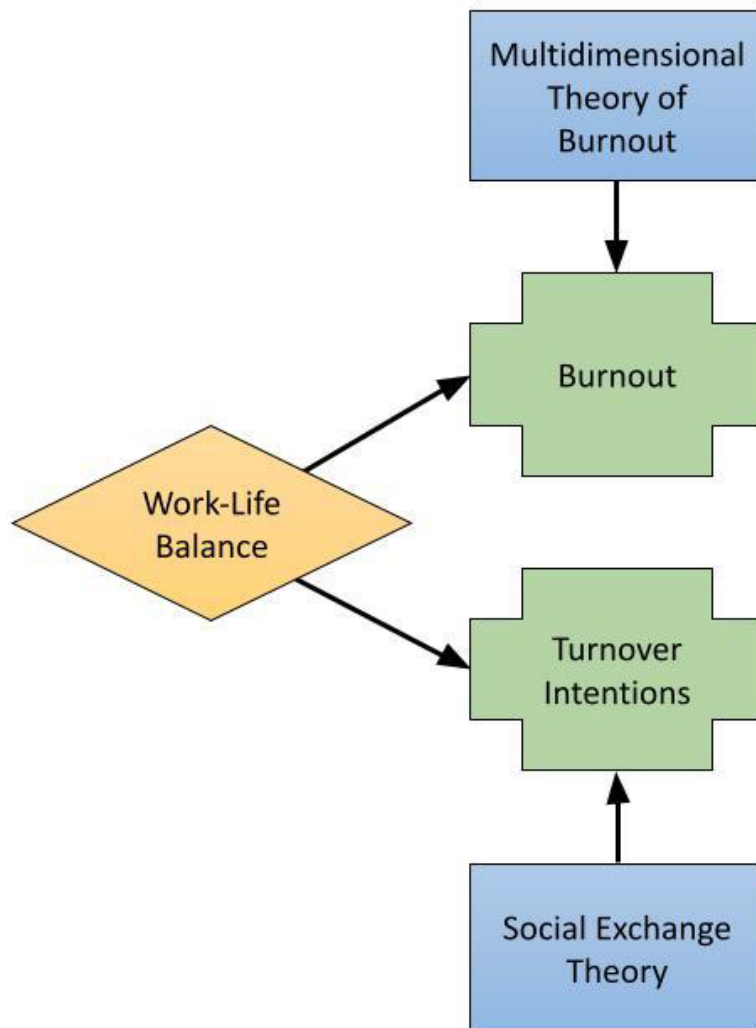 Multidimensional
Theory of
Burnout
Burnout
Work-Life
Balance
Turnover
Intentions
Social Exchange
Theory